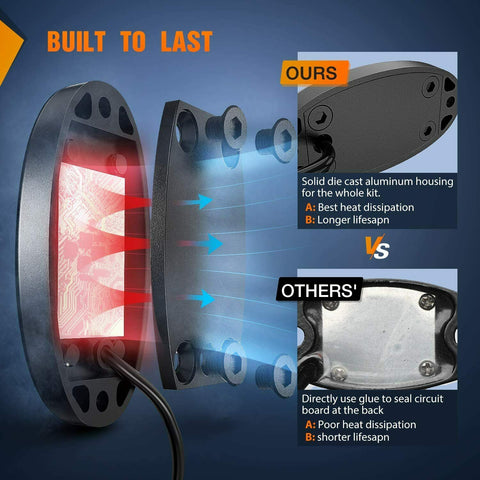 BUILT TO LAST
OURS
Solid die cast aluminum housing
for the whole kit.
A: Best heat dissipation
B: Longer lifesapn
VS
OTHERS'
Directly use glue to seal circuit
board at the back
A: Poor heat dissipation
B: shorter lifesapn